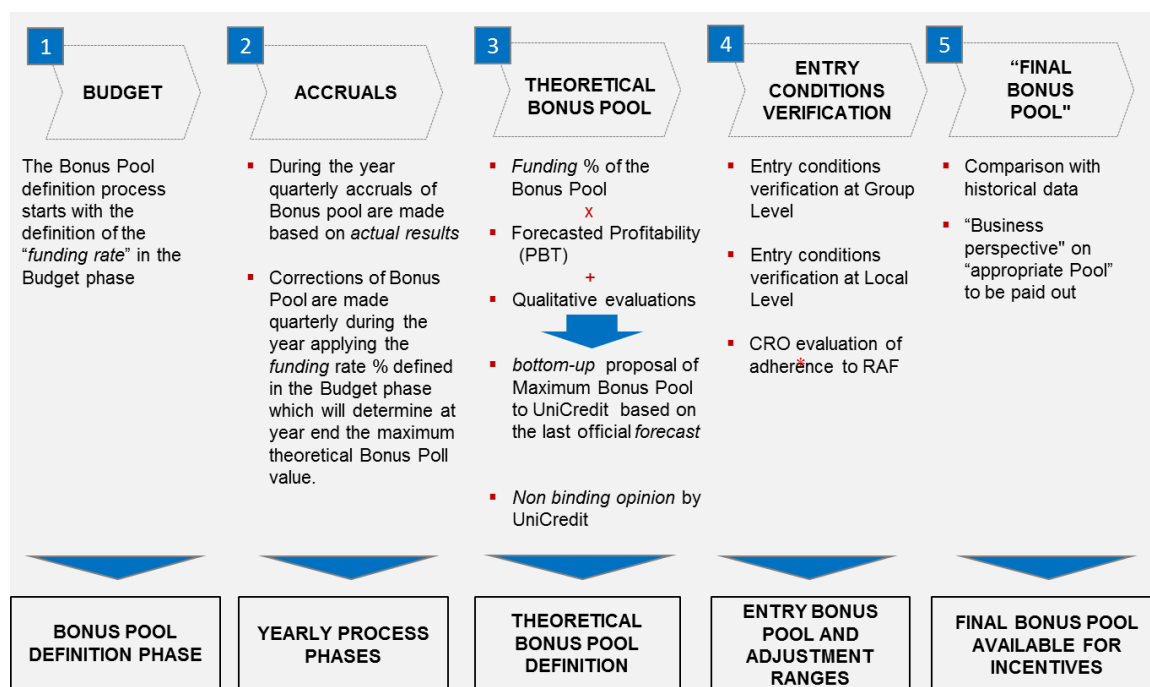 1
BUDGET
The Bonus Pool
definition process
starts with the
definition of the
“funding rate” in the
Budget phase
BONUS POOL
DEFINITION PHASE
2
ACCRUALS
▪ During the year
quarterly accruals of
Bonus pool are made
based on actual results
▪ Corrections of Bonus
Pool are made
quarterly during the
year applying the
funding rate % defined
in the Budget phase
which will determine at
year end the maximum
theoretical Bonus Poll
value.
YEARLY PROCESS
PHASES
3
THEORETICAL
BONUS POOL
▪ Funding % of the
Bonus Pool
x
▪ Forecasted Profitability
(PBT)
+
▪ Qualitative evaluations
▪ bottom-up proposal of
Maximum Bonus Pool
to UniCredit based on
the last official forecast
▪ Non binding opinion by
UniCredit
THEORETICAL
BONUS POOL
DEFINITION
4
ENTRY
CONDITIONS
VERIFICATION
▪ Entry conditions
verification at Group
Level
▪ Entry conditions
verification at Local
Level
▪ CRO evaluation of
adherence to RAF
*
ENTRY BONUS
POOL AND
ADJUSTMENT
RANGES
5
“FINAL
BONUS
POOL"
▪ Comparison with
historical data
▪ “Business
perspective" on
“appropriate Pool”
to be paid out
FINAL BONUS POOL
AVAILABLE FOR
INCENTIVES